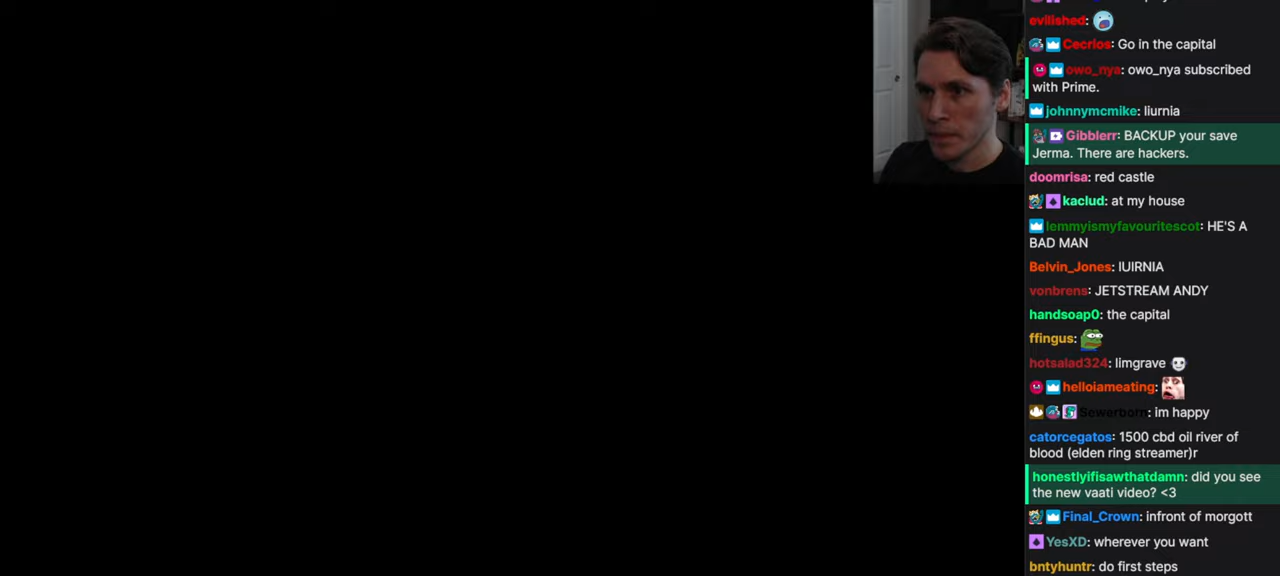 evilished:
Cecrios: Go in the capital
owo_nya: owo_nya subscribed
with Prime.
johnnymcmike: liurnia
Gibblerr: BACKUP your save
Jerma. There are hackers.
doomrisa: red castle
kaclud: at my house
lemmyismyfavouritescot: HE'S A
BAD MAN
Belvin_Jones: IUIRNIA
vonbrens: JETSTREAM ANDY
handsoap0: the capital
ffingus:
hotsalad324: limgrave
helloiameating:
Sewerborn: im happy
catorcegatos: 1500 cbd oil river of
blood (elden ring streamer)r
honestlyifisawthatdamn: did you see
the new vaati video? <3
Final_Crown: infront of morgott
YesXD: wherever you want
bntyhuntr: do first steps